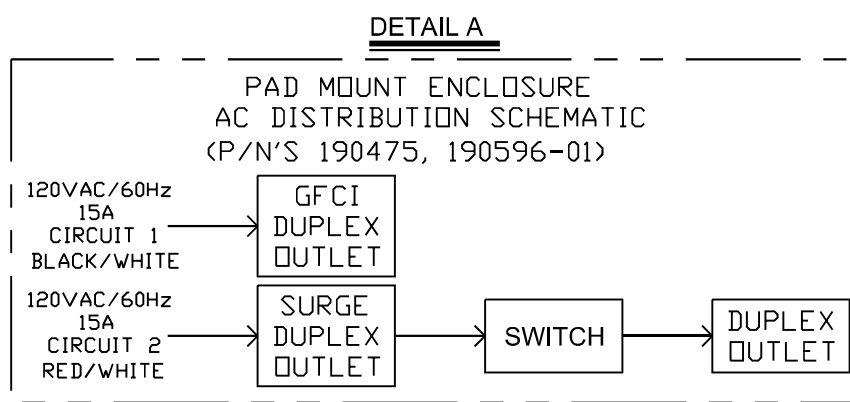 DETAIL A
PAD MOUNT ENCLOSURE
AC DISTRIBUTION SCHEMATIC
(P/N'S 190475, 190596-01)
120VAC/60Hz
15A
CIRCUIT 1
BLACK/WHITE
GFCI
DUPLEX
OUTLET
120VAC/60Hz
15A
CIRCUIT 2
RED/WHITE
SURGE
DUPLEX
OUTLET
SWITCH
DUPLEX
OUTLET